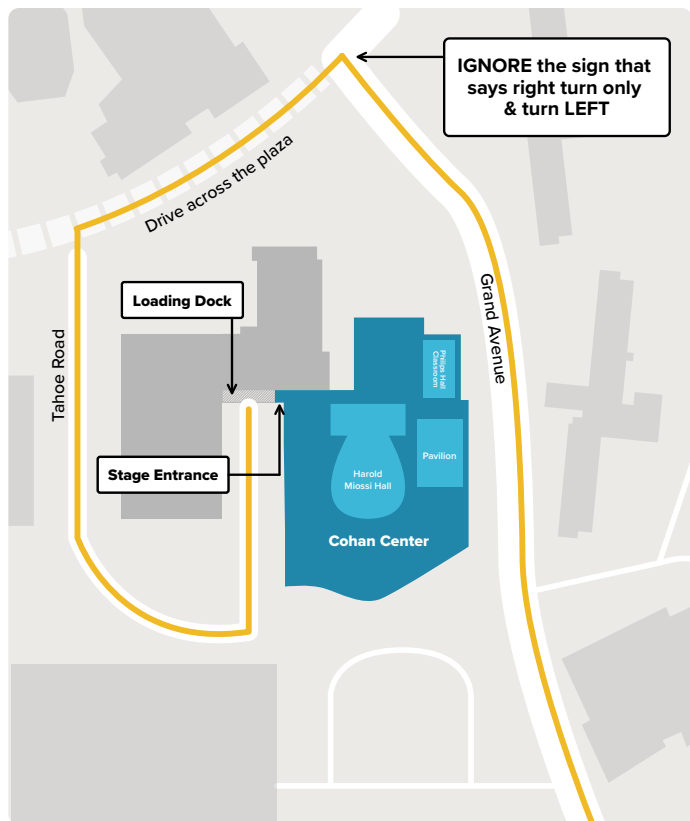 IGNORE the sign that
says right turn only
& turn LEFT
Drive across the plaza
Loading Dock
Grand Avenue
Tahoe Road
Philips Hall
Classroom
Pavilion
Stage Entrance
Harold
Miossi Hall
Cohan Center